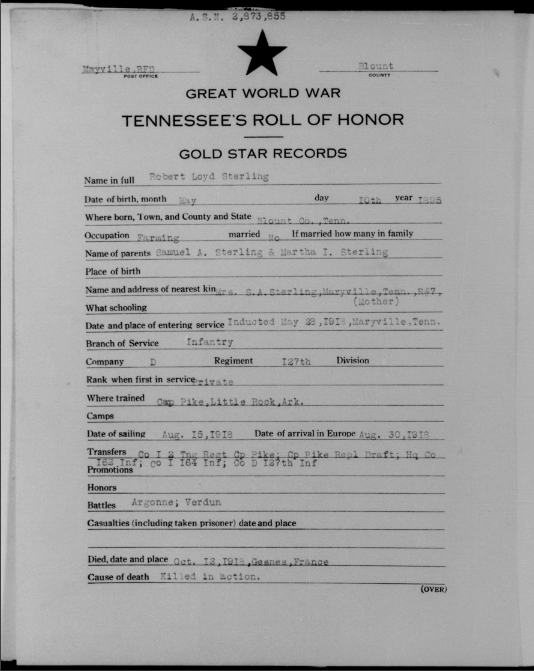 A.S.N. 2,873,855
Mayville,RFD Blount
POST OFFICE COUNTY
GREAT WORLD WAR
TENNESSEE'S ROLL OF HONOR
GOLD STAR RECORDS
Name in full Robert Loyd Sterling
Date of birth, month May day 10th year 1895
Where born, Town, and County and State Blount Co.,Tenn.
Occupation Farming married No If married how many in family
Name of parents Samuel A. Sterling & Martha I. Sterling
Place of birth
Name and address of nearest kin Mrs. S.A.Sterling,Maryville,Tenn.,R#7,
What schooling (Mother)
Date and place of entering service Inducted May 28,1918,Maryville,Tenn.
Branch of Service Infantry
Company D Regiment 127th Division
Rank when first in service Private
Where trained Camp Pike,Little Rock,Ark.
Camps
Date of sailing Aug. 15,1918 Date of arrival in Europe Aug. 30,1918
Transfers Co I 2 Tng Regt Cp Pike; Cp Pike Repl Draft; Hq Co
163 Inf; co I 164 Inf; Co D 127th Inf
Promotions
Honors
Battles Argonne; Verdun
Casualties (including taken prisoner) date and place
Died, date and place Oct. 13,1918,Gesnes,France
Cause of death Killed in action.
(OVER)